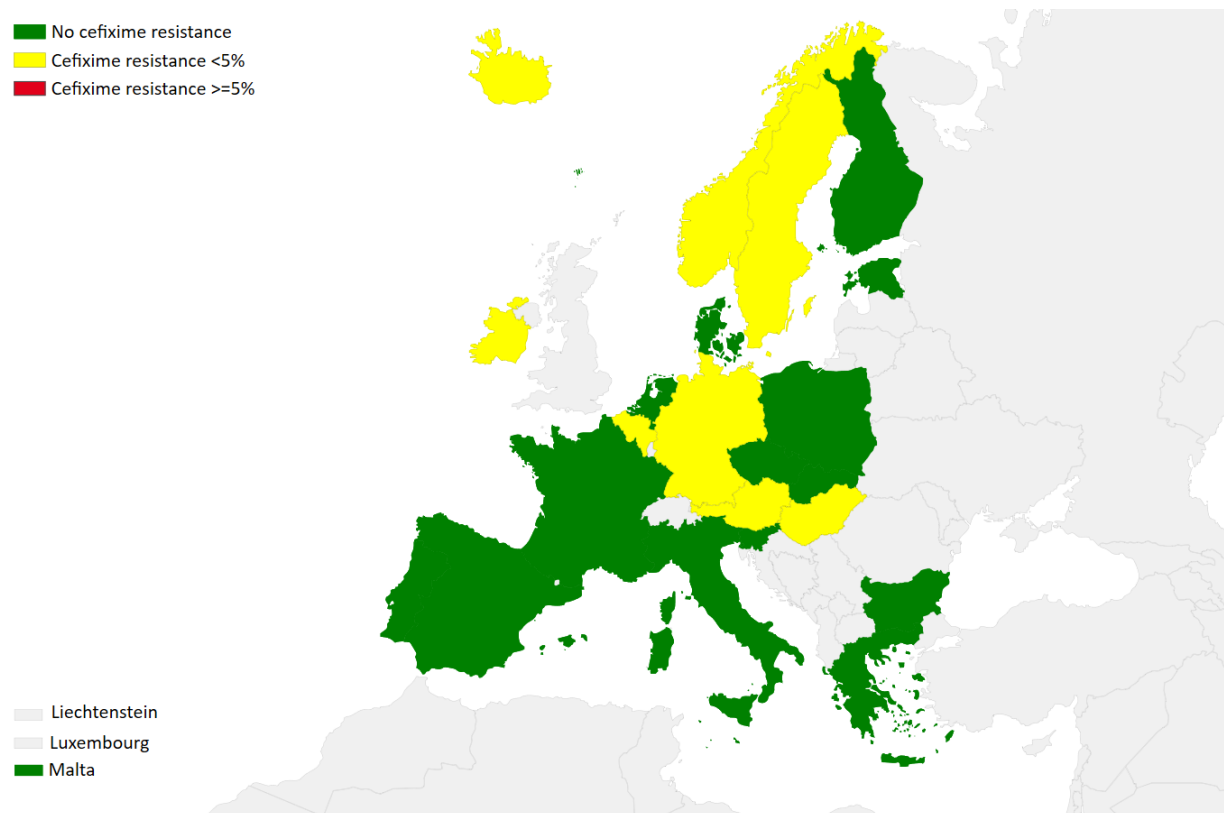 No cefixime resistance
Cefixime resistance <5%
Cefixime resistance >=5%
Liechtenstein
Luxembourg
Malta